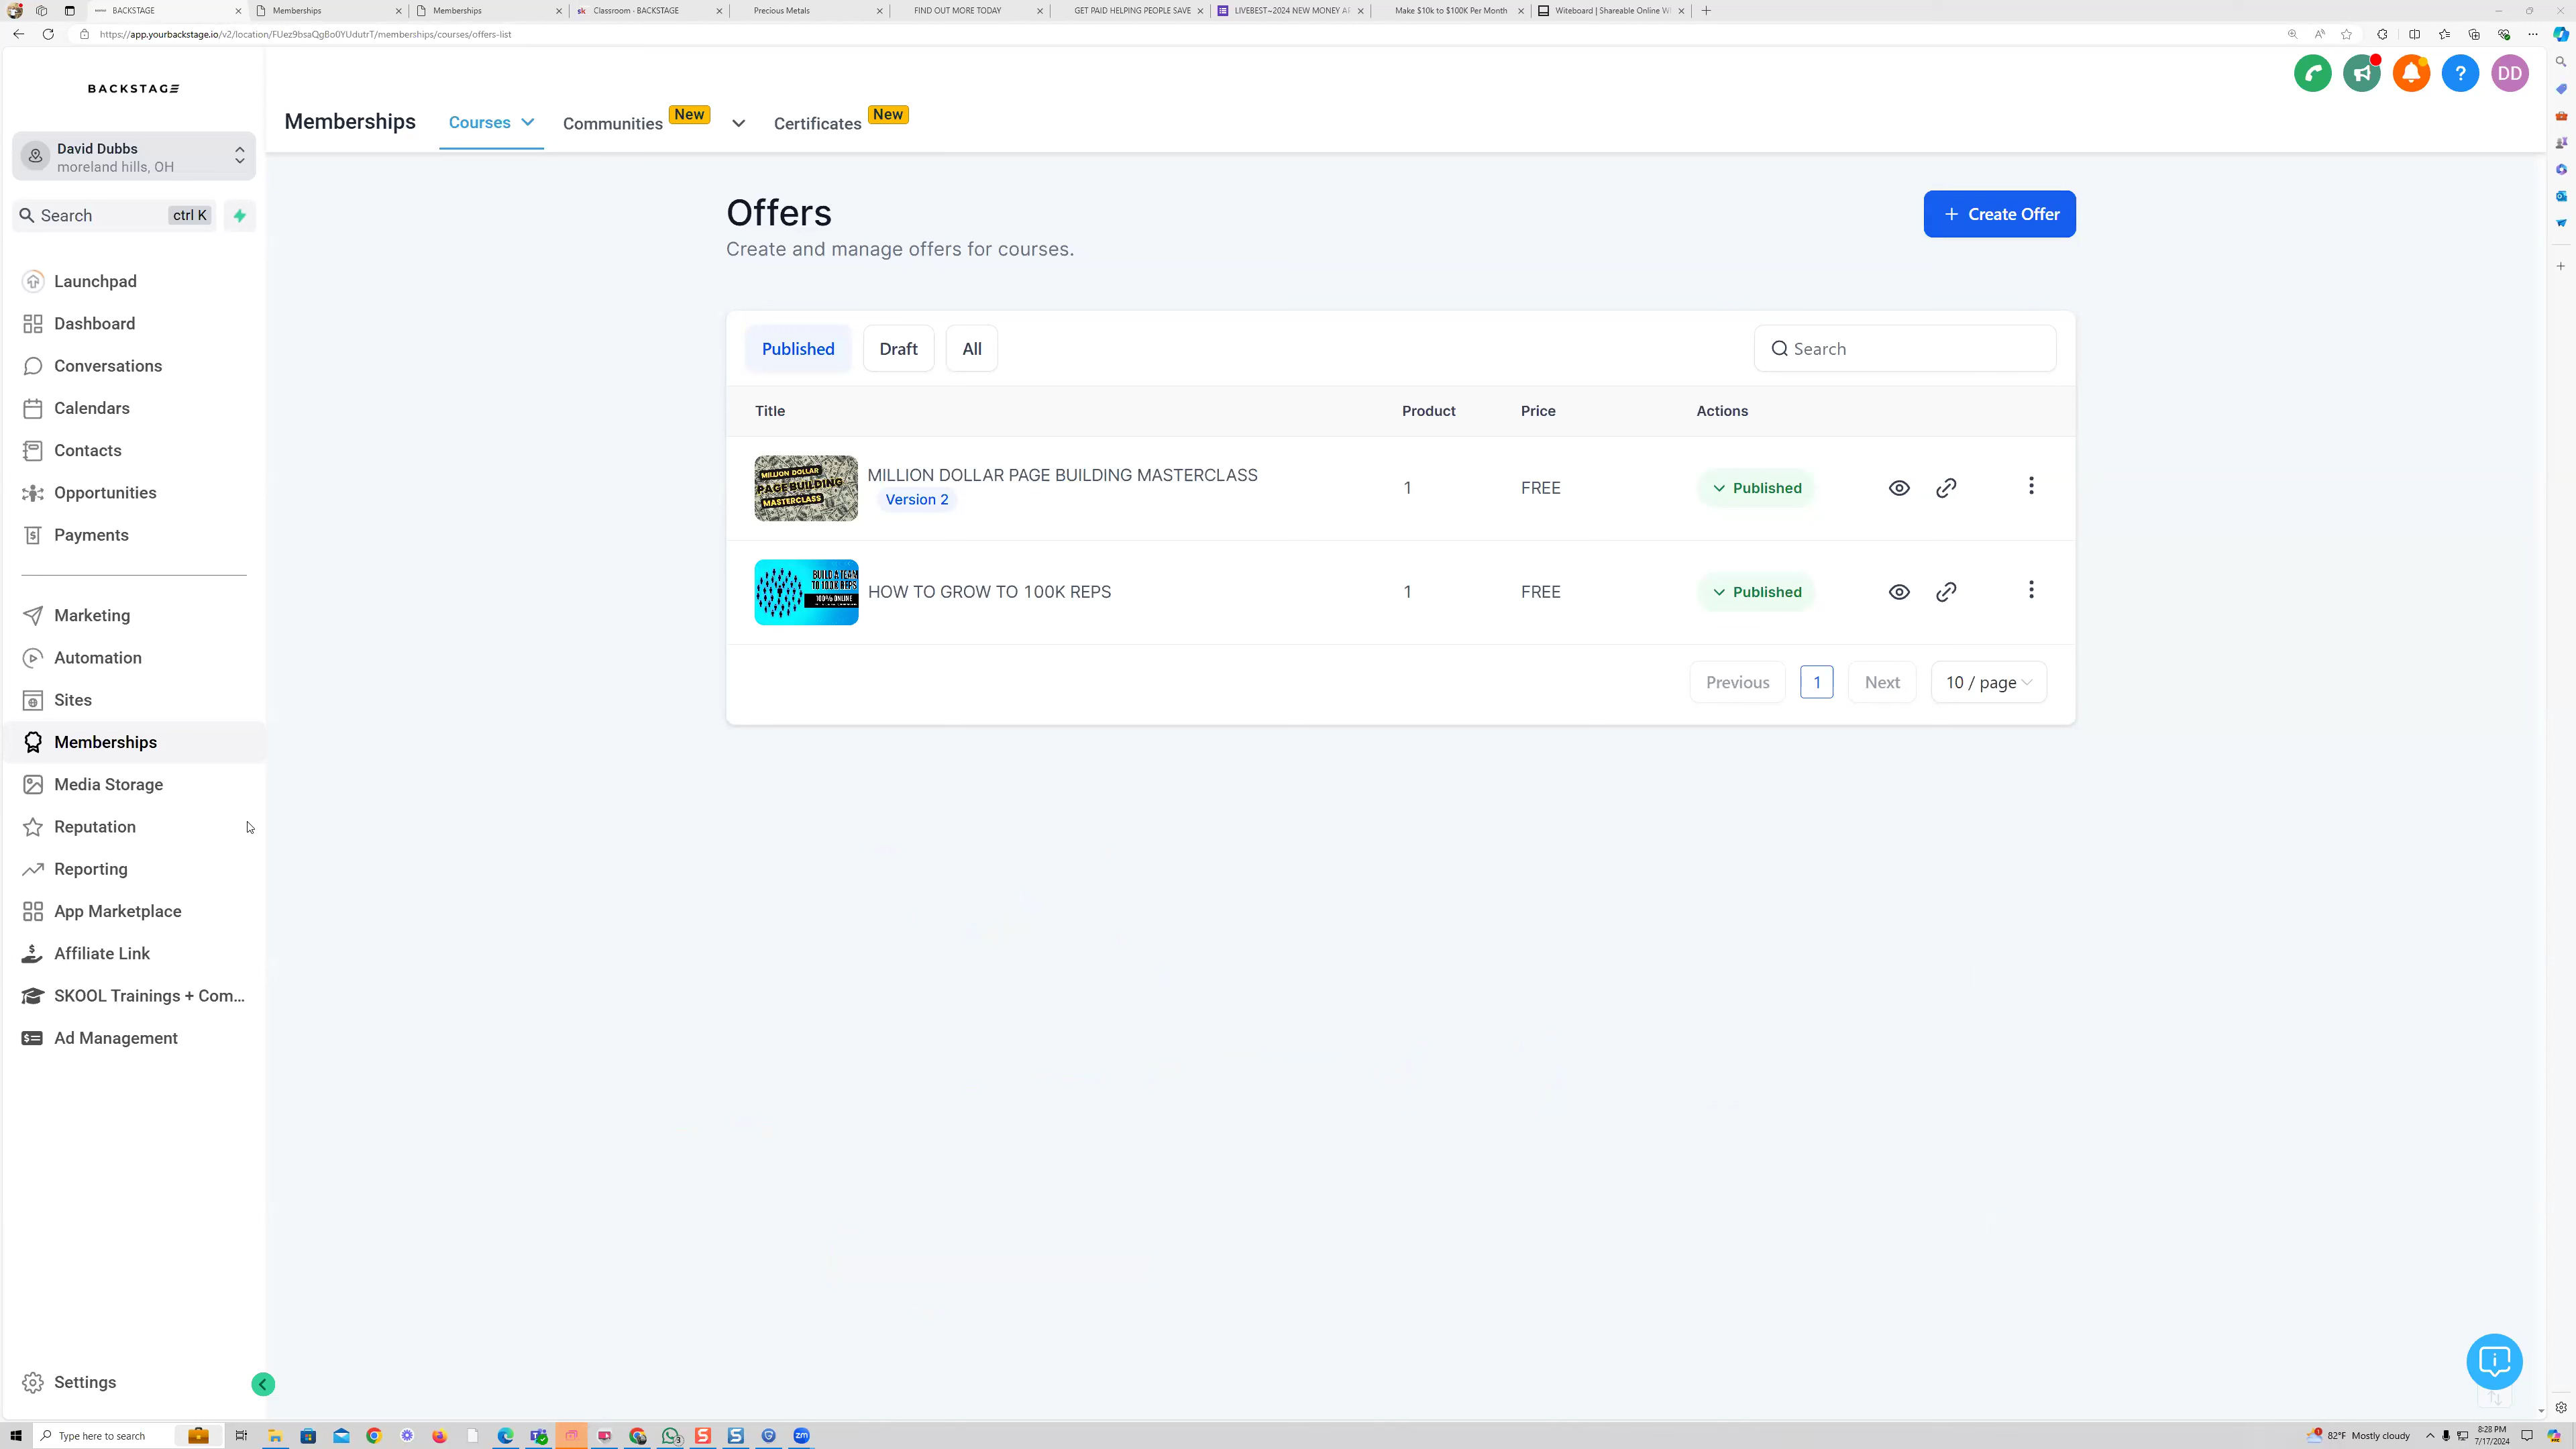 BACKSTAGE
Memberships
Memberships
Classroom - BACKSTAGE
Precious Metals
FIND OUT MORE TODAY
GET PAID HELPING PEOPLE SAVE
LIVEBEST~2024 NEW MONEY
Make $10k to $100K Per Month
Witeboard | Shareable Online W
https://app.yourbackstage.io/v2/location/FUez9bsaQgBo0YUdutrT/memberships/courses/offers-list
BACKSTAGE
David Dubbs
moreland hills, OH
Search ctrl K
Launchpad
Dashboard
Conversations
Calendars
Contacts
Opportunities
Payments
Marketing
Automation
Sites
Memberships
Media Storage
Reputation
Reporting
App Marketplace
Affiliate Link
SKOOL Trainings + Com...
Ad Management
Settings
Memberships Courses Communities New Certificates New
DD
Offers
Create and manage offers for courses.
+ Create Offer
Published Draft All
Search
Title Product Price Actions
MILLION DOLLAR
PAGE BUILDING
MASTERCLASS
MILLION DOLLAR PAGE BUILDING MASTERCLASS 1 FREE Published
Version 2
BUILD A TEAM
TO 100K REPS
100% ONLINE
HOW TO GROW TO 100K REPS 1 FREE Published
Previous 1 Next 10 / page
Type here to search
82°F Mostly cloudy
8:28 PM
7/17/2024